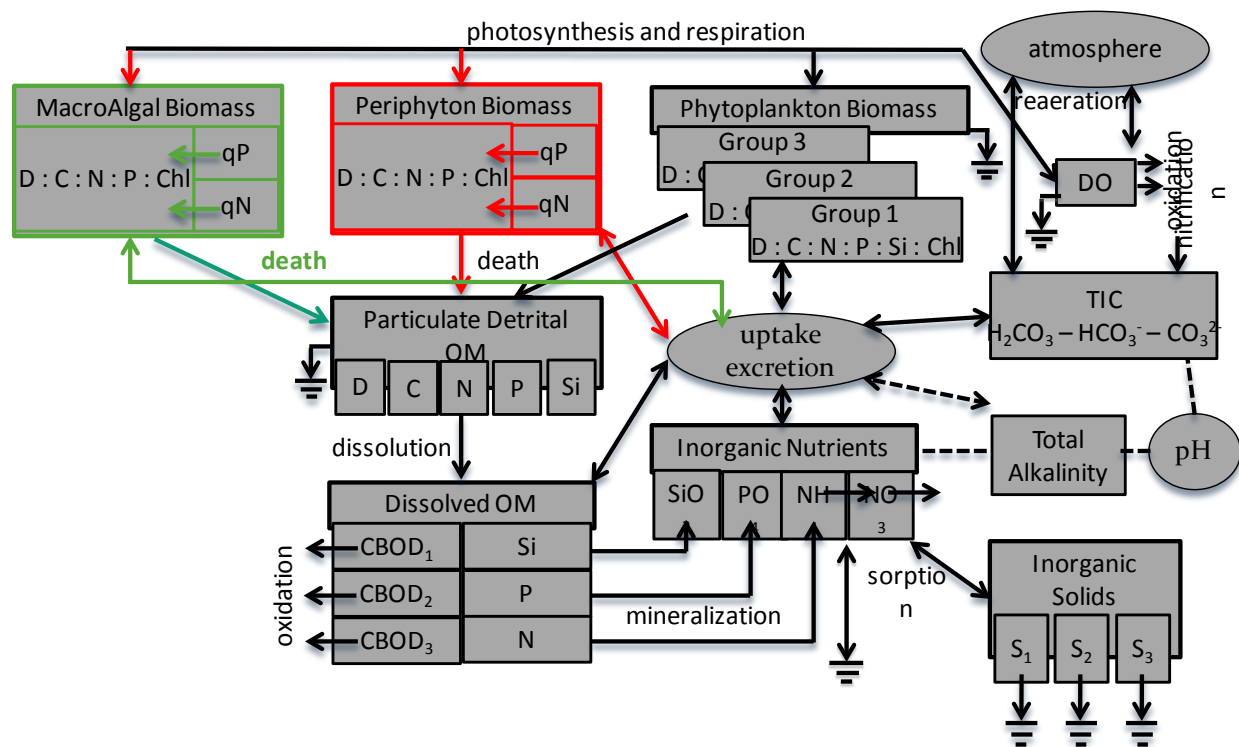 photosynthesis and respiration
atmosphere
reaeration
MacroAlgal Biomass
D : C : N : P : Chl
qP
qN
Periphyton Biomass
D : C : N : P : Chl
qP
qN
Phytoplankton Biomass
Group 3
D : C
Group 2
D : C
Group 1
D : C : N : P : Si : Chl
DO
oxidation
nitrificatio
n
death
death
TIC
H₂CO₃ – HCO₃⁻ – CO₃²⁻
Particulate Detrital
OM
D
C
N
P
Si
uptake
excretion
dissolution
Inorganic Nutrients
SiO
PO
4
NH
NO
3
Total
Alkalinity
pH
Dissolved OM
CBOD₁
Si
CBOD₂
P
CBOD₃
N
oxidation
mineralization
sorptio
n
Inorganic
Solids
S₁
S₂
S₃